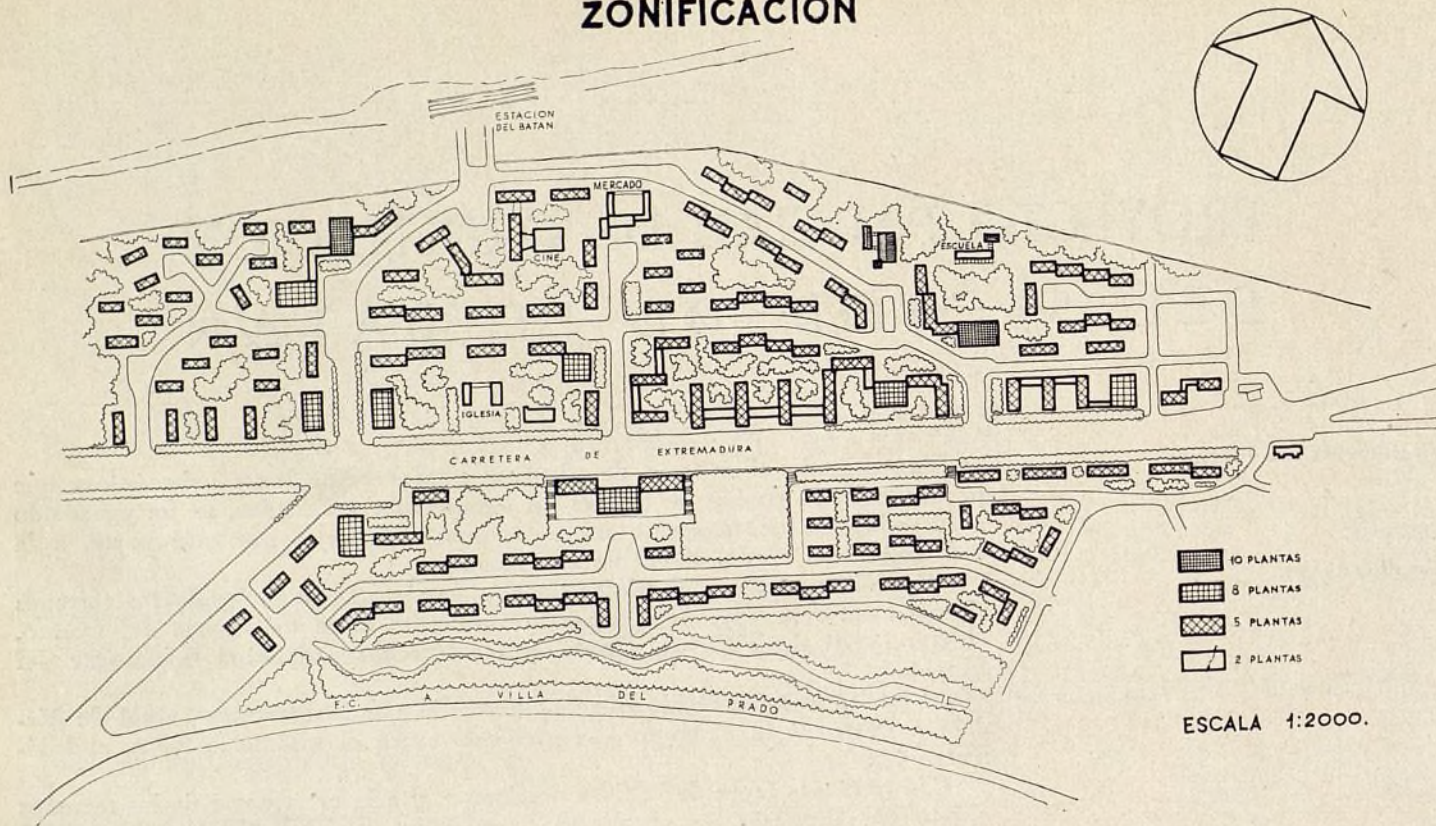 ZONIFICACION
ESTACION
DEL BATAN
MERCADO
CINE
ESCUELA
IGLESIA
CARRETERA DE EXTREMADURA
10 PLANTAS
8 PLANTAS
5 PLANTAS
2 PLANTAS
F.C. A VILLA DEL PRADO
ESCALA 1:2000.